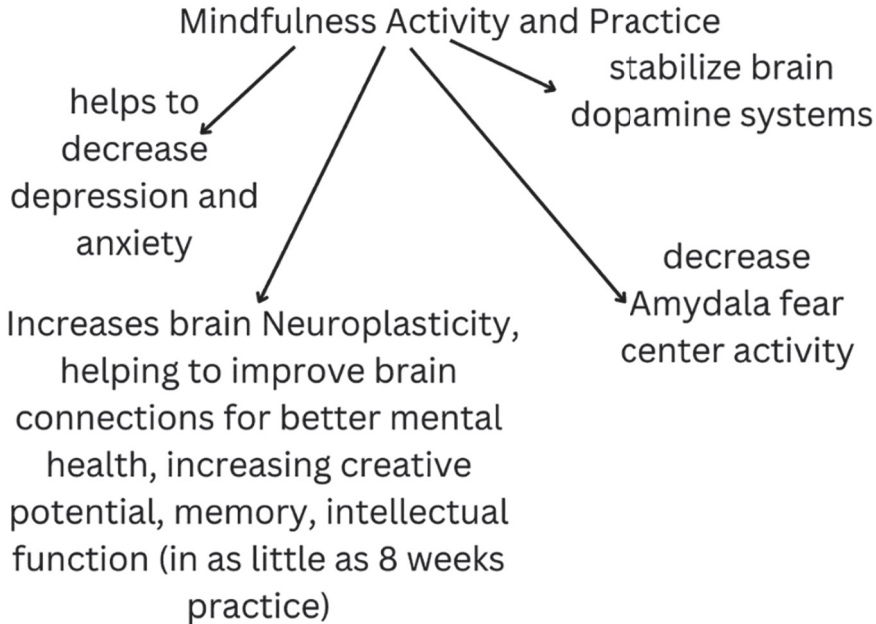 Mindfulness Activity and Practice
helps to
decrease
depression and
anxiety
Increases brain Neuroplasticity,
helping to improve brain
connections for better mental
health, increasing creative
potential, memory, intellectual
function (in as little as 8 weeks
practice)
stabilize brain
dopamine systems
decrease
Amydala fear
center activity